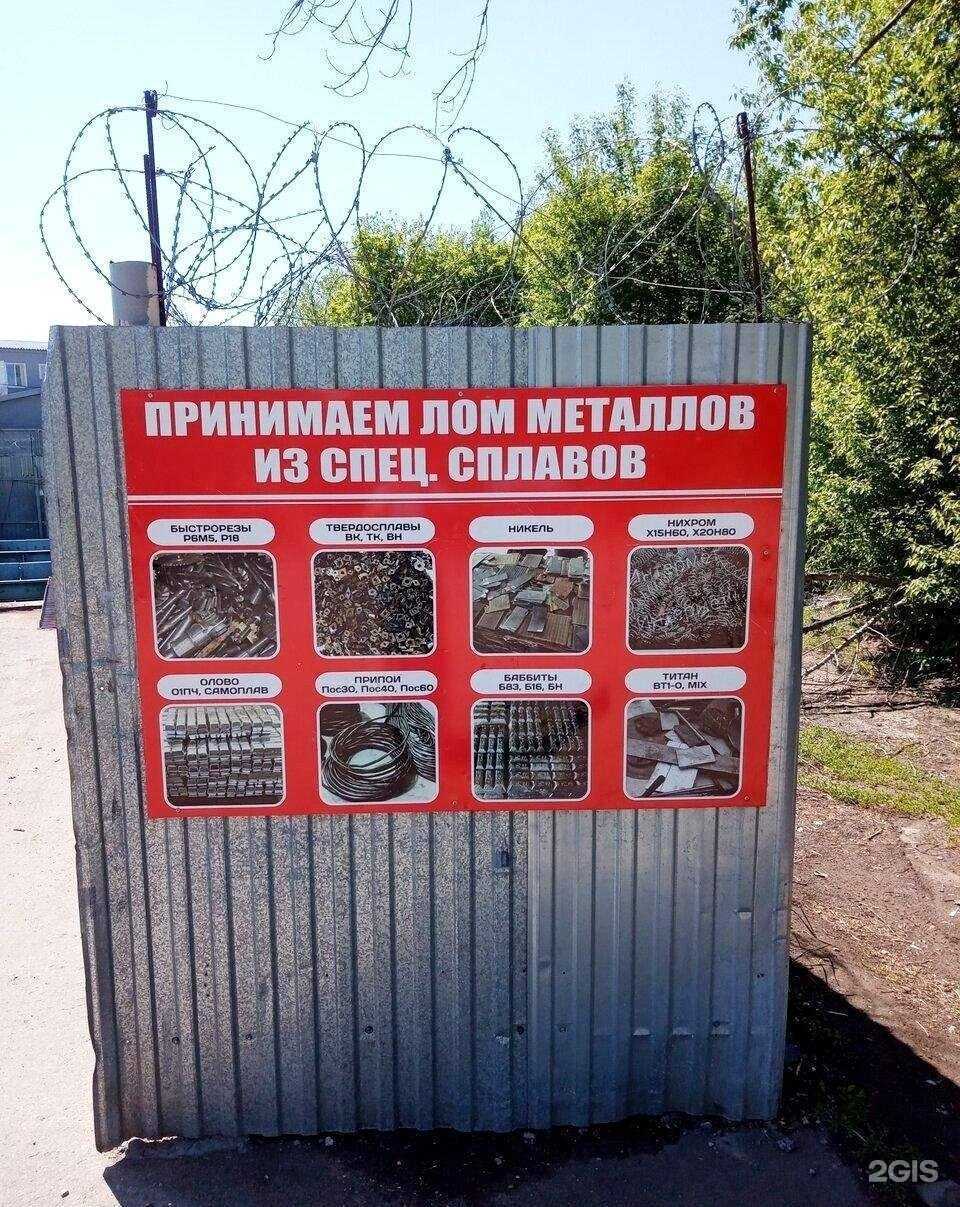 ПРИНИМАЕМ ЛОМ МЕТАЛЛОВ
ИЗ СПЕЦ. СПЛАВОВ
БЫСТРОРЕЗЫ
Р6М5, Р18
ТВЕРДОСПЛАВЫ
ВК, ТК, ВН
НИКЕЛЬ
НИХРОМ
Х15Н60, Х20Н80
ОЛОВО
О1ПЧ, САМОПЛАВ
ПРИПОЙ
Пос30, Пос40, Пос60
БАББИТЫ
Б83, Б16, БН
ТИТАН
ВТ1-0, MIX
2GIS